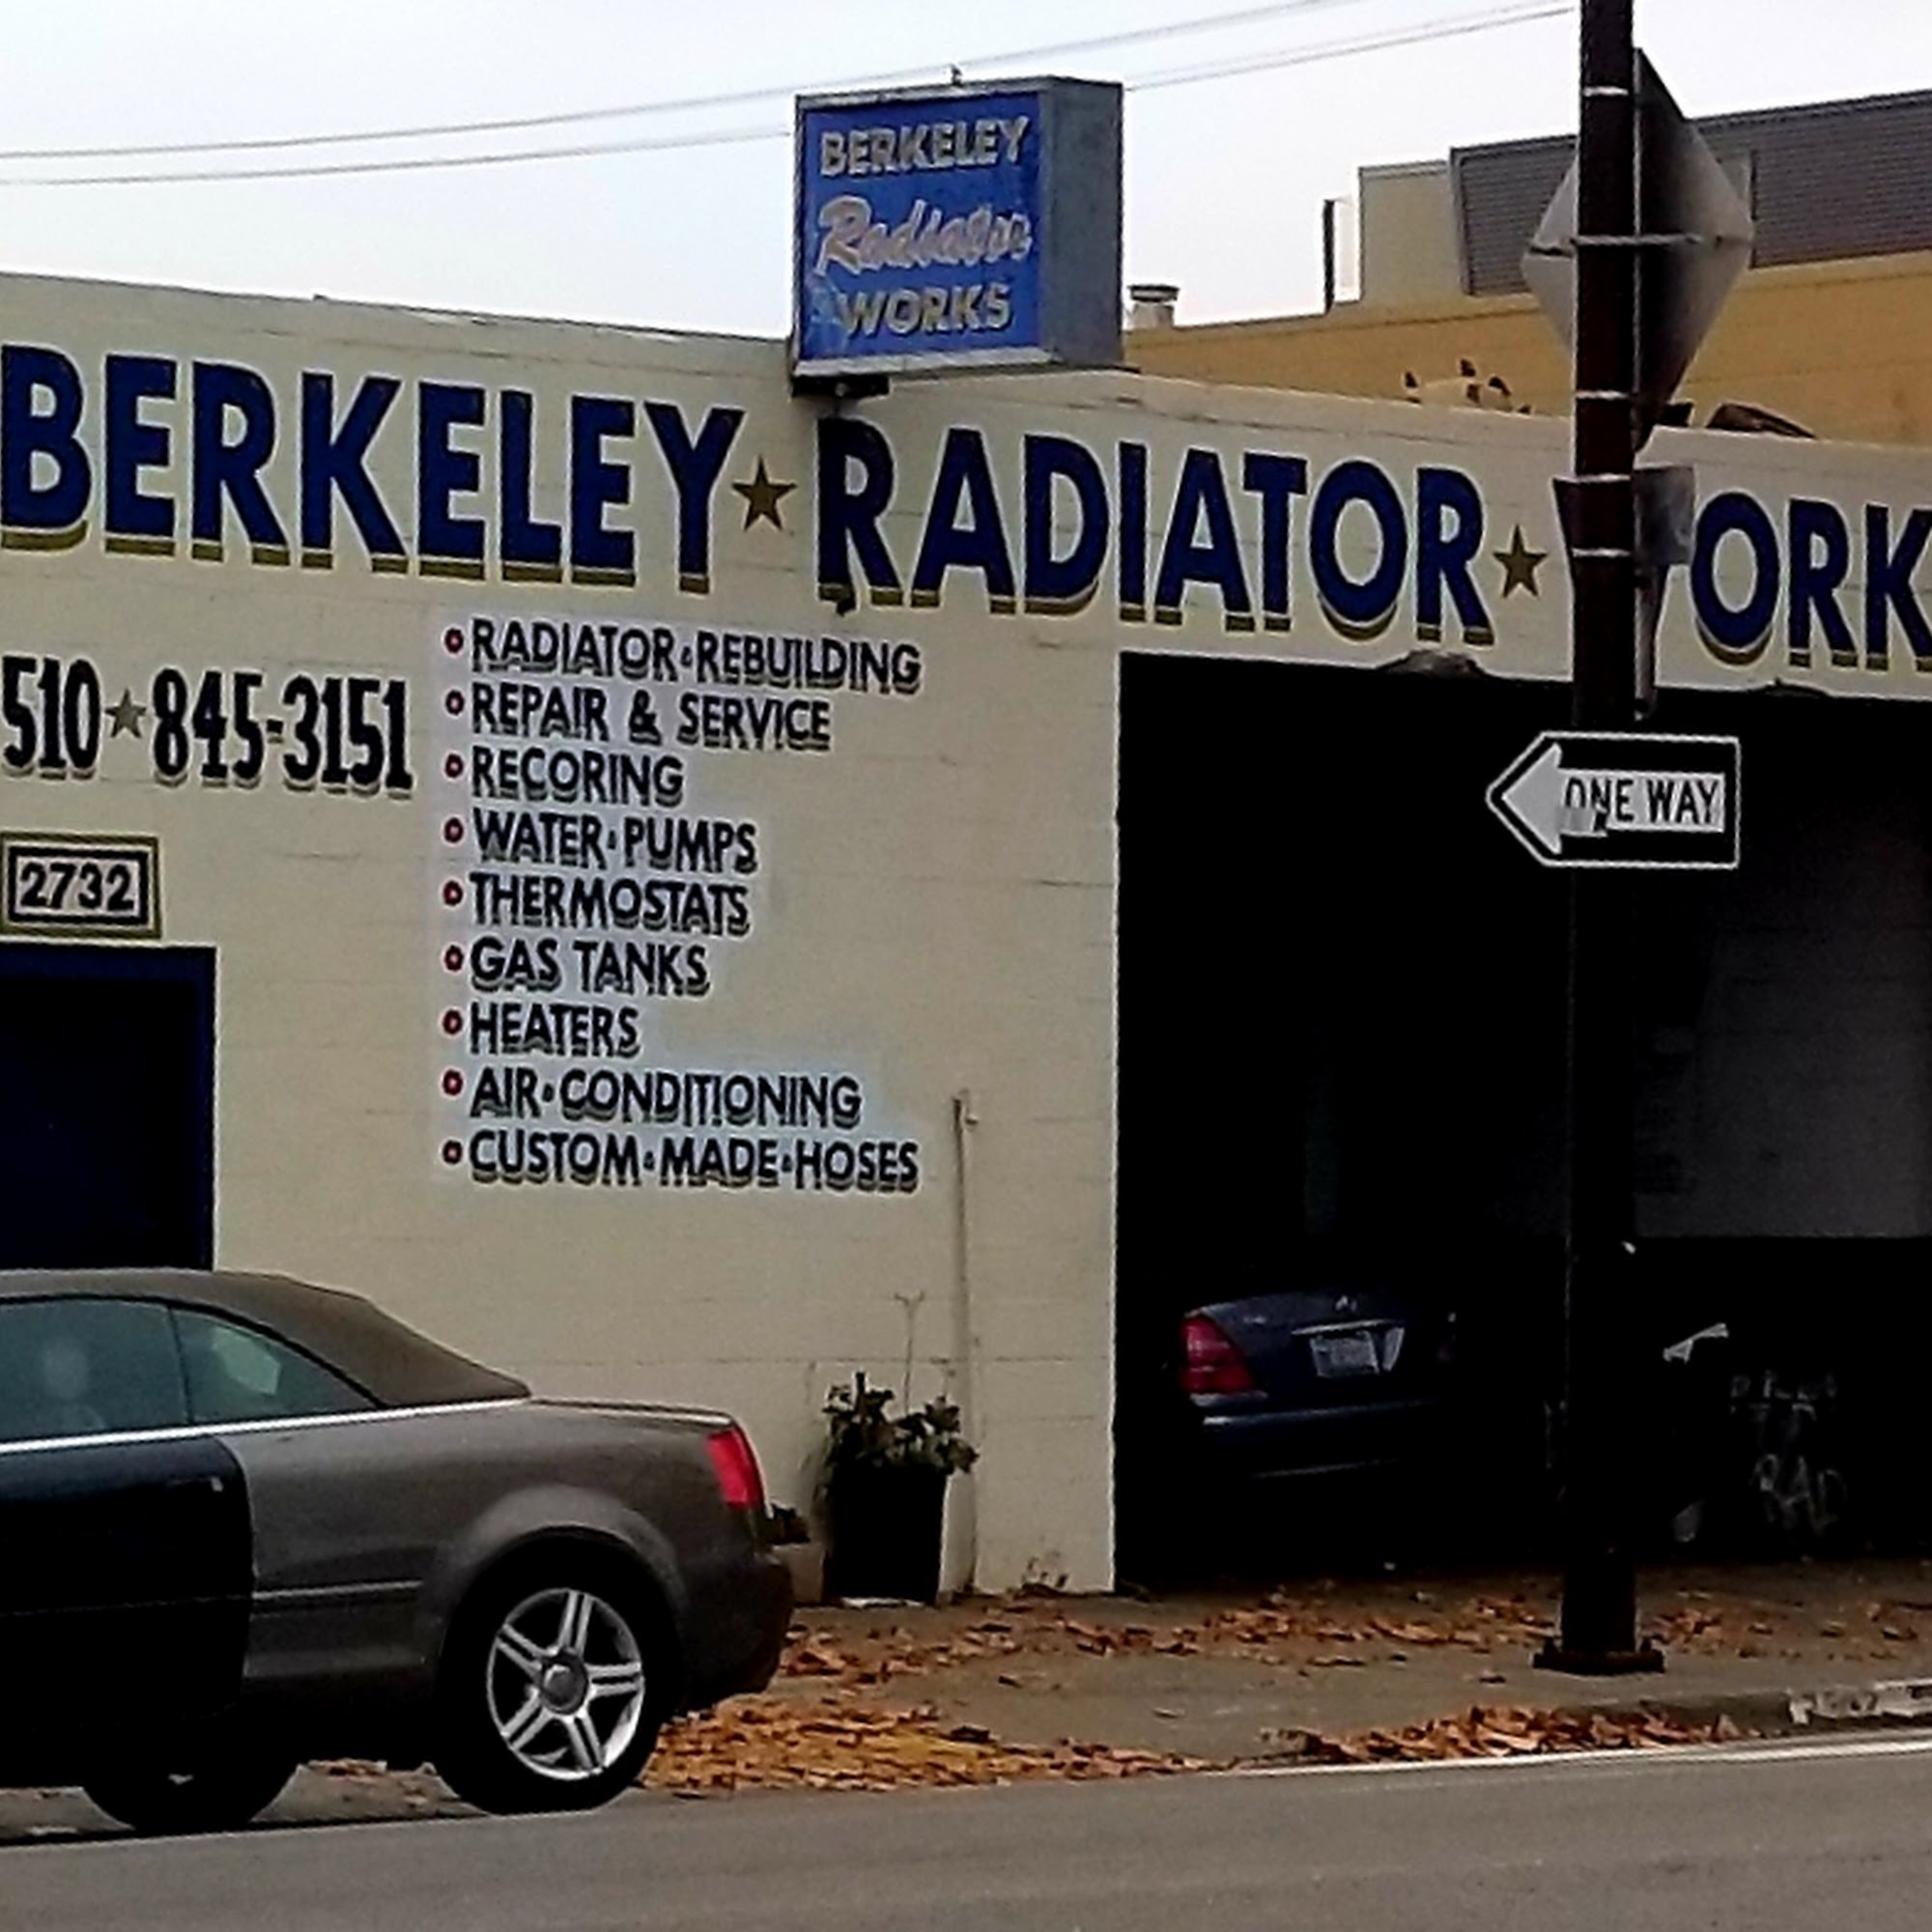 BERKELEY
Radiator
WORKS
BERKELEY★RADIATOR★ ORK
510★845-3151
RADIATOR·REBUILDING
REPAIR & SERVICE
RECORING
WATER·PUMPS
THERMOSTATS
GAS TANKS
HEATERS
AIR·CONDITIONING
CUSTOM·MADE·HOSES
2732
ONE WAY